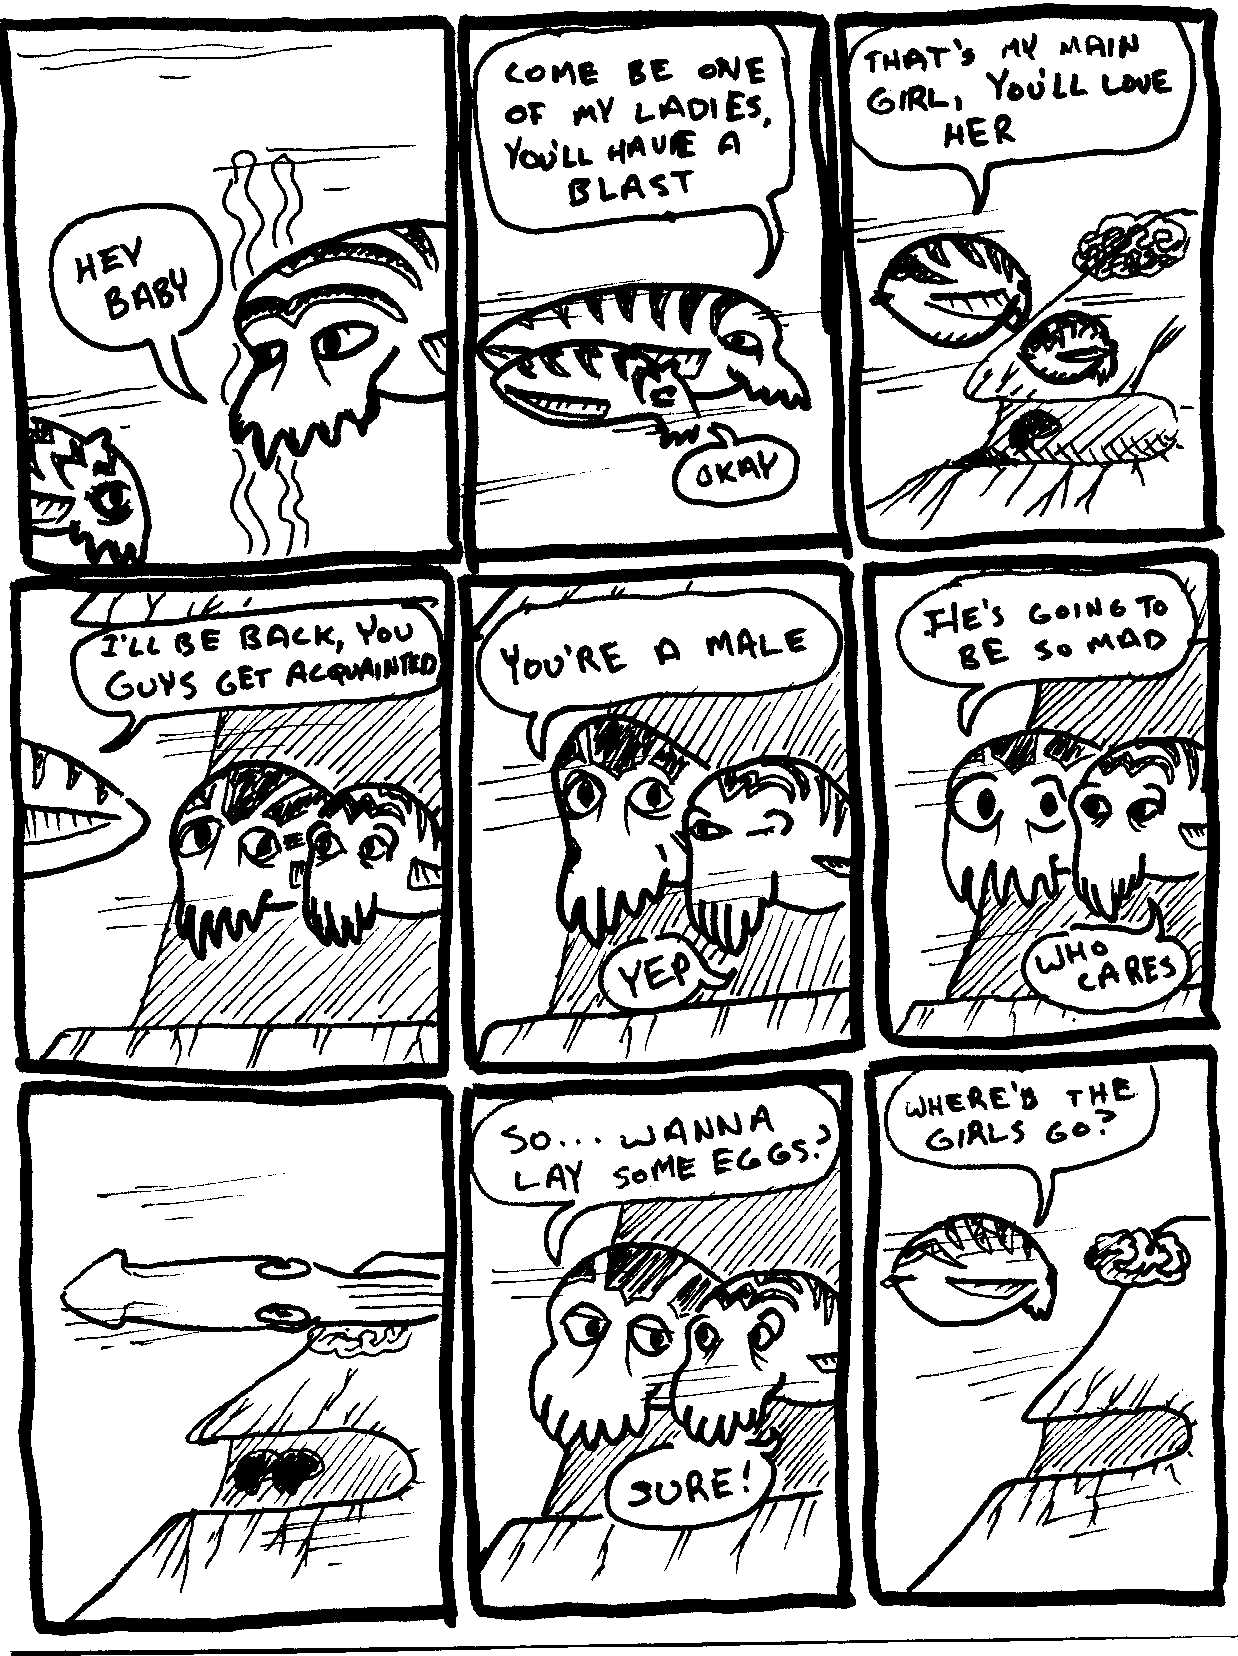 HEY
BABY
COME BE ONE
OF MY LADIES,
YOU'LL HAVE A
BLAST
OKAY
THAT'S MY MAIN
GIRL, YOU'LL LOVE
HER
I'LL BE BACK, YOU
GUYS GET ACQUAINTED
YOU'RE A MALE
YEP
HE'S GOING TO
BE SO MAD
WHO
CARES
SO... WANNA
LAY SOME EGGS?
SURE!
WHERE'D THE
GIRLS GO?